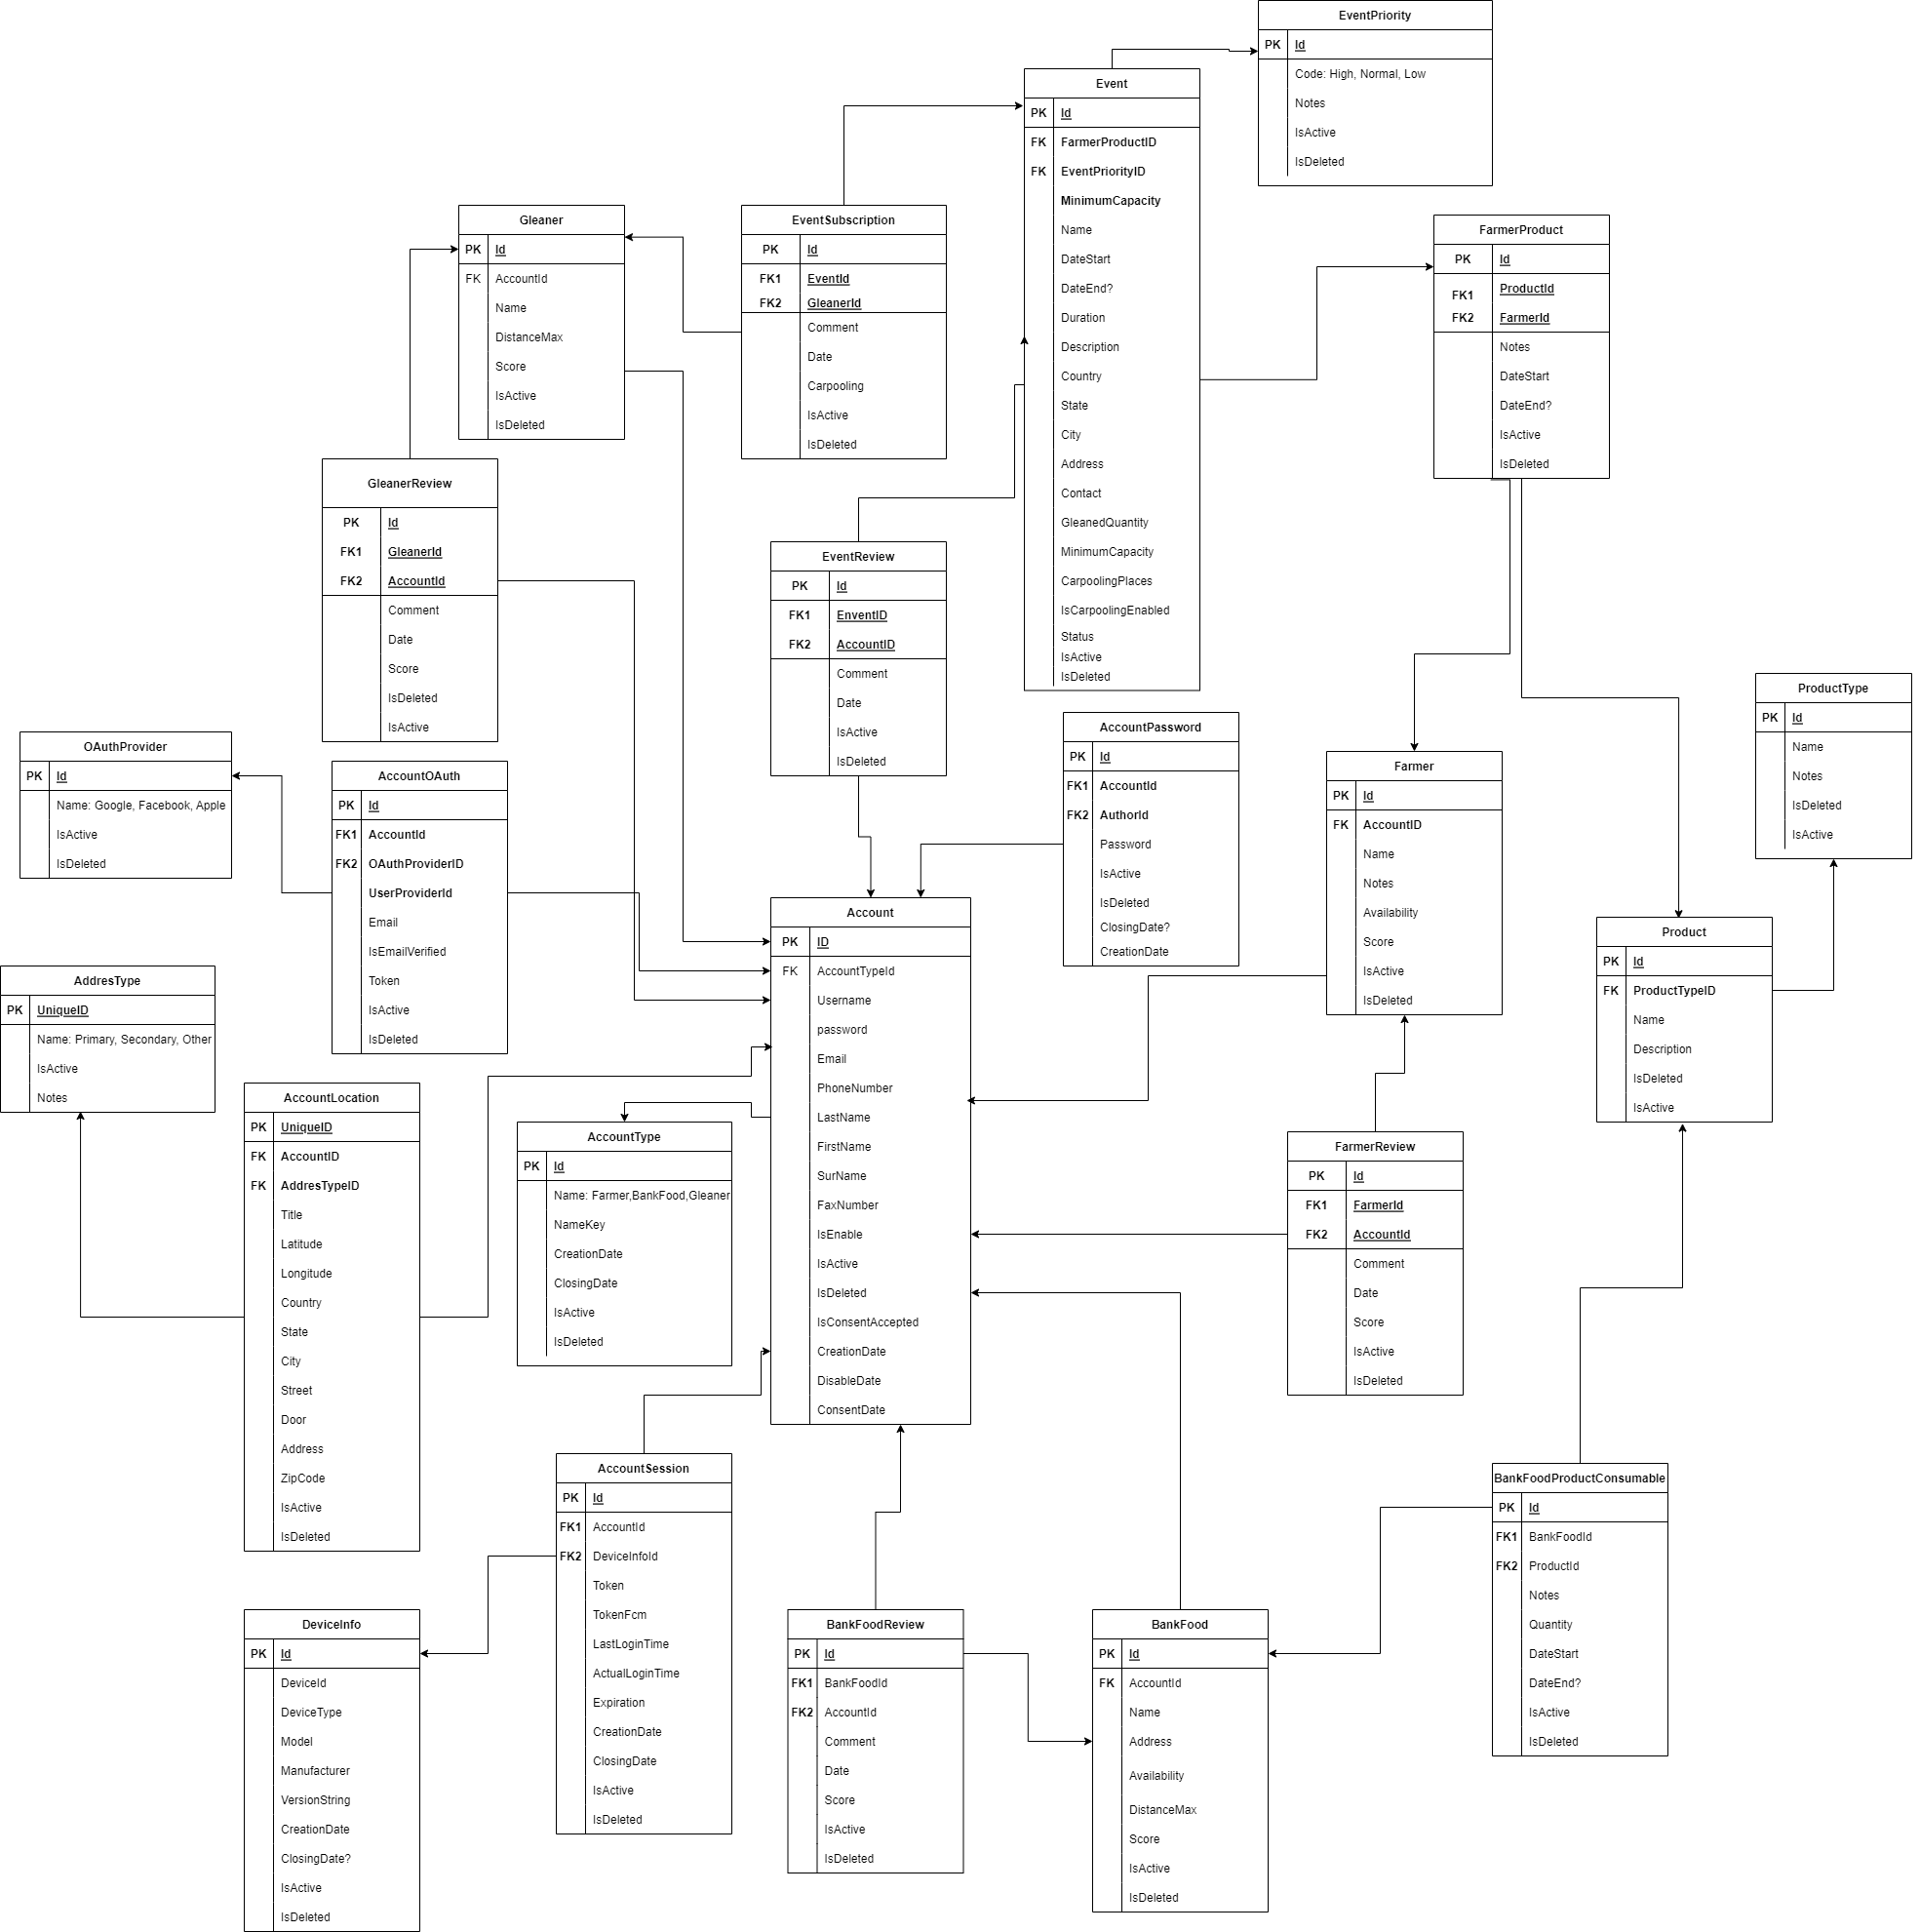 EventPriority
PK Id
Code: High, Normal, Low
Notes
IsActive
IsDeleted
Event
PK Id
FK FarmerProductID
FK EventPriorityID
MinimumCapacity
Name
DateStart
DateEnd?
Duration
Description
Country
State
City
Address
Contact
GleanedQuantity
MinimumCapacity
CarpoolingPlaces
IsCarpoolingEnabled
Status
IsActive
IsDeleted
Gleaner
PK Id
FK AccountId
Name
DistanceMax
Score
IsActive
IsDeleted
EventSubscription
PK Id
FK1 EventId
FK2 GleanerId
Comment
Date
Carpooling
IsActive
IsDeleted
FarmerProduct
PK Id
FK1 ProductId
FK2 FarmerId
Notes
DateStart
DateEnd?
IsActive
IsDeleted
GleanerReview
PK Id
FK1 GleanerId
FK2 AccountId
Comment
Date
Score
IsDeleted
IsActive
EventReview
PK Id
FK1 EnventID
FK2 AccountID
Comment
Date
IsActive
IsDeleted
ProductType
PK Id
Name
Notes
IsDeleted
IsActive
AccountPassword
PK Id
FK1 AccountId
FK2 AuthorId
Password
IsActive
IsDeleted
ClosingDate?
CreationDate
OAuthProvider
PK Id
Name: Google, Facebook, Apple
IsActive
IsDeleted
AccountOAuth
PK Id
FK1 AccountId
FK2 OAuthProviderID
UserProviderId
Email
IsEmailVerified
Token
IsActive
IsDeleted
Farmer
PK Id
FK AccountID
Name
Notes
Availability
Score
IsActive
IsDeleted
Account
PK ID
FK AccountTypeId
Username
password
Email
PhoneNumber
LastName
FirstName
SurName
FaxNumber
IsEnable
IsActive
IsDeleted
IsConsentAccepted
CreationDate
DisableDate
ConsentDate
Product
PK Id
FK ProductTypeID
Name
Description
IsDeleted
IsActive
AddresType
PK UniqueID
Name: Primary, Secondary, Other
IsActive
Notes
AccountLocation
PK UniqueID
FK AccountID
FK AddresTypeID
Title
Latitude
Longitude
Country
State
City
Street
Door
Address
ZipCode
IsActive
IsDeleted
AccountType
PK Id
Name: Farmer,BankFood,Gleaner
NameKey
CreationDate
ClosingDate
IsActive
IsDeleted
FarmerReview
PK Id
FK1 FarmerId
FK2 AccountId
Comment
Date
Score
IsActive
IsDeleted
AccountSession
PK Id
FK1 AccountId
FK2 DeviceInfoId
Token
TokenFcm
LastLoginTime
ActualLoginTime
Expiration
CreationDate
ClosingDate
IsActive
IsDeleted
BankFoodProductConsumable
PK Id
FK1 BankFoodId
FK2 ProductId
Notes
Quantity
DateStart
DateEnd?
IsActive
IsDeleted
DeviceInfo
PK Id
DeviceId
DeviceType
Model
Manufacturer
VersionString
CreationDate
ClosingDate?
IsActive
IsDeleted
BankFoodReview
PK Id
FK1 BankFoodId
FK2 AccountId
Comment
Date
Score
IsActive
IsDeleted
BankFood
PK Id
FK AccountId
Name
Address
Availability
DistanceMax
Score
IsActive
IsDeleted